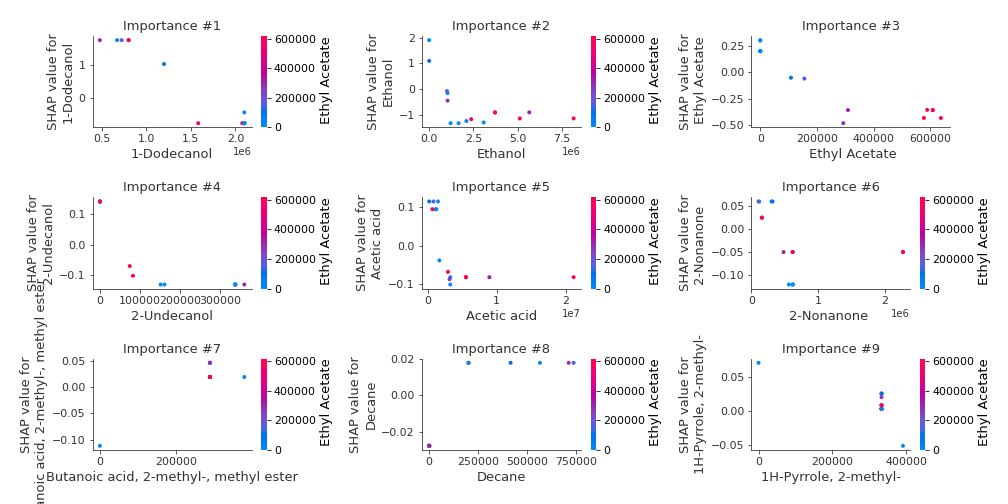 Importance #1
SHAP value for
1-Dodecanol
1
0
0.5
1.0
1.5
2.0
1e6
1-Dodecanol
600000
400000
200000
0
Ethyl Acetate
Importance #2
SHAP value for
Ethanol
2
1
0
−1
0.0
2.5
5.0
7.5
1e6
Ethanol
600000
400000
200000
0
Ethyl Acetate
Importance #3
SHAP value for
Ethyl Acetate
0.25
0.00
−0.25
−0.50
0
200000
400000
600000
Ethyl Acetate
Importance #4
SHAP value for
2-Undecanol
0.1
0.0
−0.1
0
100000
200000
300000
2-Undecanol
600000
400000
200000
0
Ethyl Acetate
Importance #5
SHAP value for
Acetic acid
0.1
0.0
−0.1
0
1
2
1e7
Acetic acid
600000
400000
200000
0
Ethyl Acetate
Importance #6
SHAP value for
2-Nonanone
0.05
0.00
−0.05
−0.10
0
1
2
1e6
2-Nonanone
600000
400000
200000
0
Ethyl Acetate
Importance #7
SHAP value for
anoic acid, 2-methyl-, methyl ester
0.05
0.00
−0.05
−0.10
0
200000
Butanoic acid, 2-methyl-, methyl ester
600000
400000
200000
0
Ethyl Acetate
Importance #8
SHAP value for
Decane
0.02
0.00
−0.02
0
250000
500000
750000
Decane
600000
400000
200000
0
Ethyl Acetate
Importance #9
SHAP value for
1H-Pyrrole, 2-methyl-
0.05
0.00
−0.05
0
200000
400000
1H-Pyrrole, 2-methyl-
600000
400000
200000
0
Ethyl Acetate